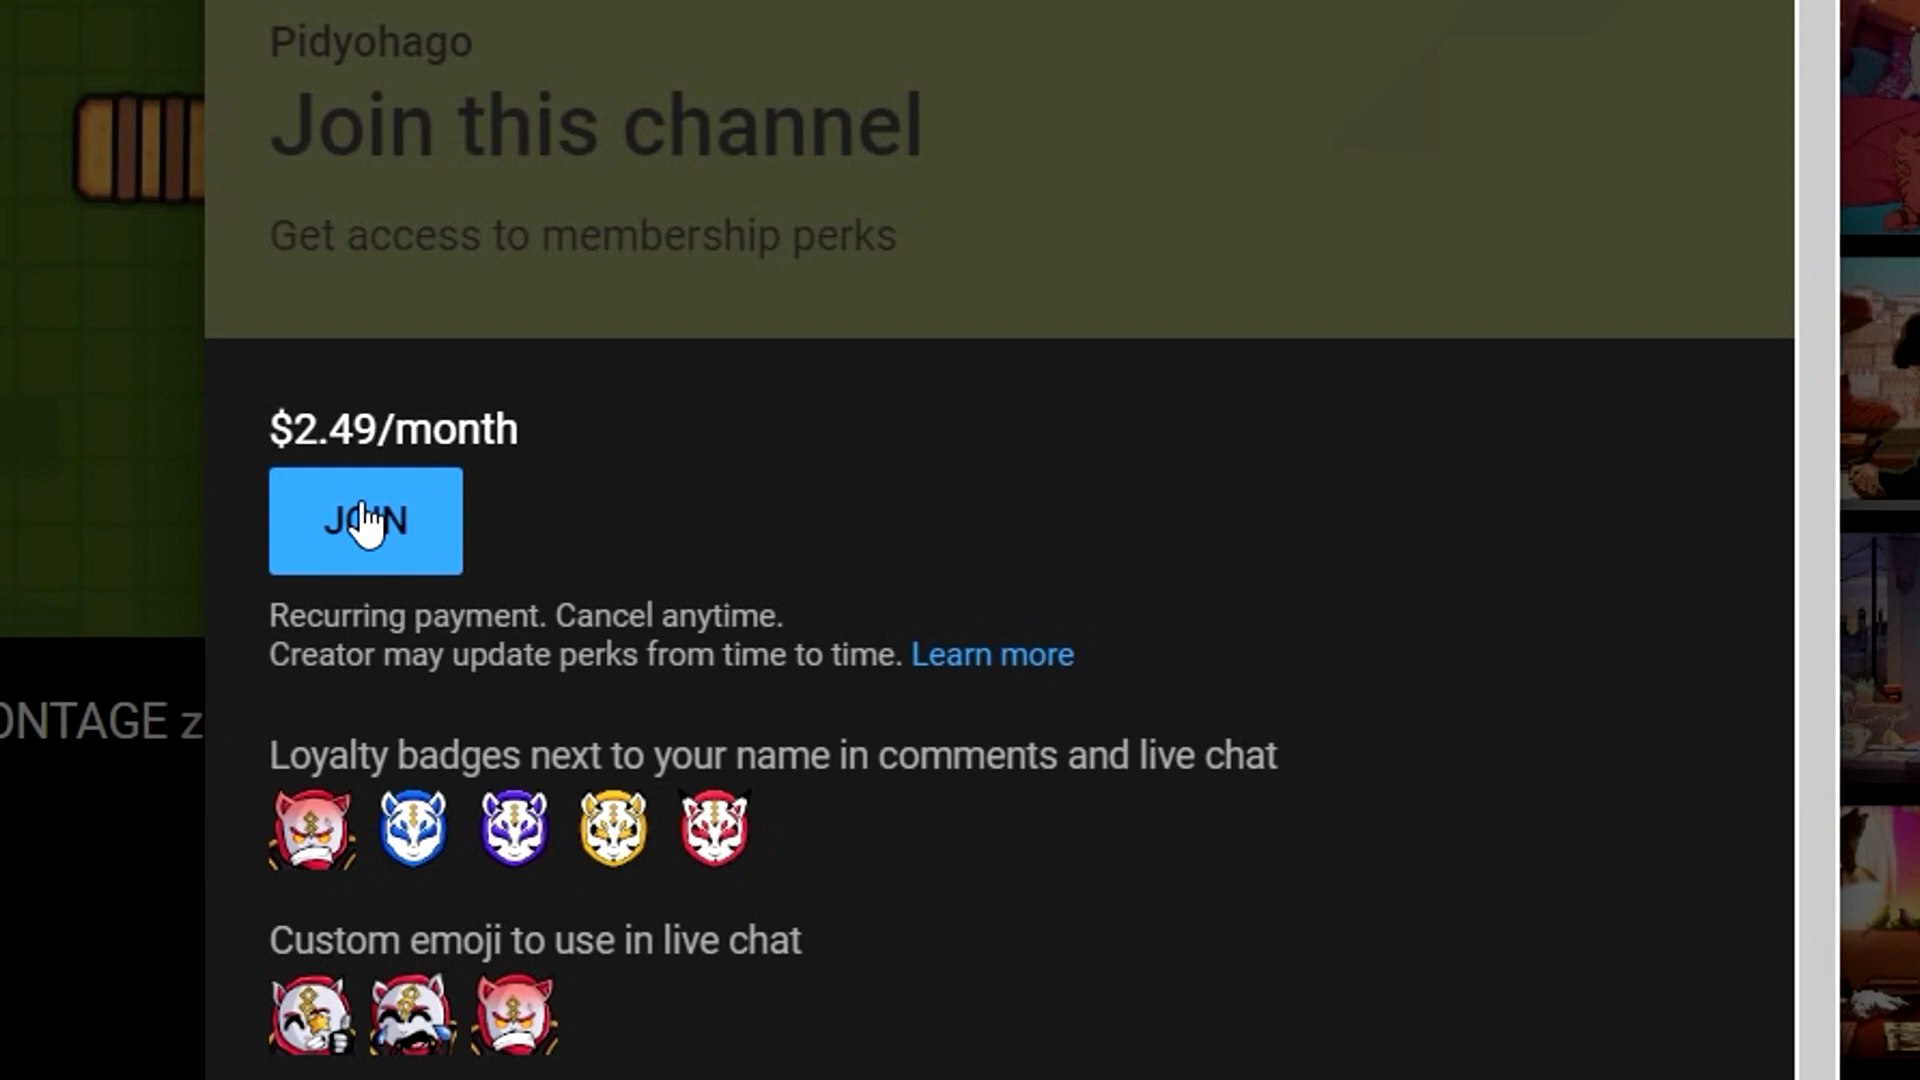 Pidyohago
Join this channel
Get access to membership perks
$2.49/month
JOIN
Recurring payment. Cancel anytime.
Creator may update perks from time to time. Learn more
ONTAGE z
Loyalty badges next to your name in comments and live chat
Custom emoji to use in live chat